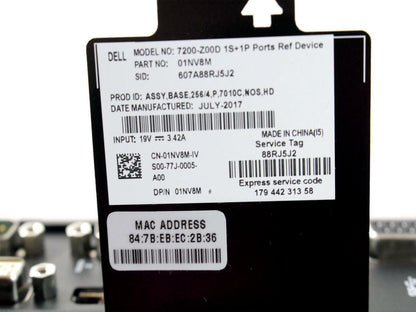 DELL MODEL NO: 7200-Z00D 1S+1P Ports Ref Device
PART NO: 01NV8M
SID: 607A88RJ5J2
PROD ID: ASSY,BASE,256/4,P,7010C,NOS,HD
DATE MANUFACTURED: JULY-2017
INPUT: 19V ⎓ 3.42A
MADE IN CHINA(I5)
Service Tag
88RJ5J2
CN-01NV8M-IV
S00-77J-0005-
A00
DP/N 01NV8M
Express service code
179 442 313 58
MAC ADDRESS
84:7B:EB:EC:2B:36